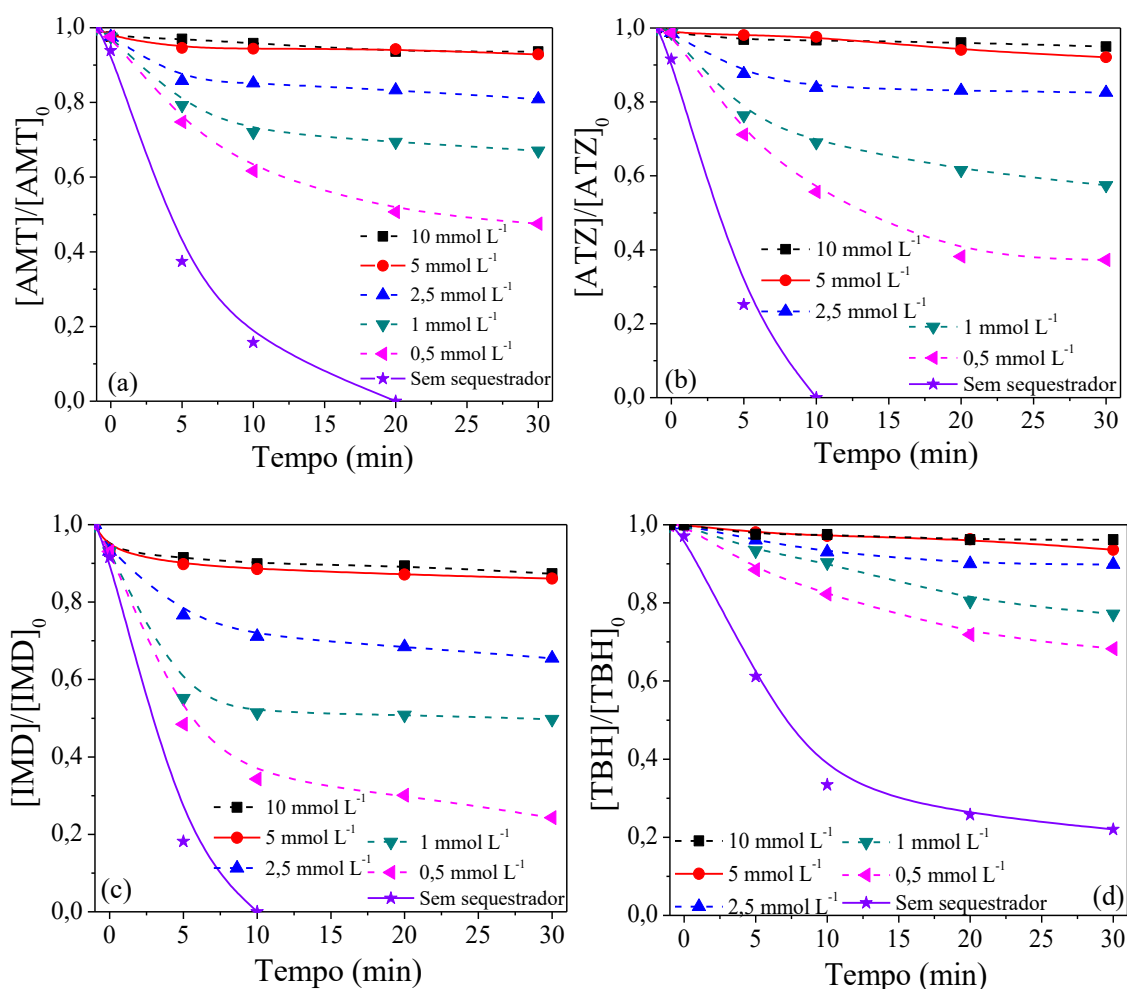 [AMT]/[AMT]0
1,0
0,8
0,6
0,4
0,2
0,0
10 mmol L-1
5 mmol L-1
2,5 mmol L-1
1 mmol L-1
0,5 mmol L-1
Sem sequestrador
(a)
0 5 10 15 20 25 30
Tempo (min)
[ATZ]/[ATZ]0
1,0
0,8
0,6
0,4
0,2
0,0
10 mmol L-1
5 mmol L-1
2,5 mmol L-1
1 mmol L-1
0,5 mmol L-1
Sem sequestrador
(b)
0 5 10 15 20 25 30
Tempo (min)
[IMD]/[IMD]0
1,0
0,8
0,6
0,4
0,2
0,0
10 mmol L-1
5 mmol L-1
2,5 mmol L-1
1 mmol L-1
0,5 mmol L-1
Sem sequestrador
(c)
0 5 10 15 20 25 30
Tempo (min)
[TBH]/[TBH]0
1,0
0,8
0,6
0,4
0,2
0,0
10 mmol L-1
5 mmol L-1
2,5 mmol L-1
1 mmol L-1
0,5 mmol L-1
Sem sequestrador
(d)
0 5 10 15 20 25 30
Tempo (min)